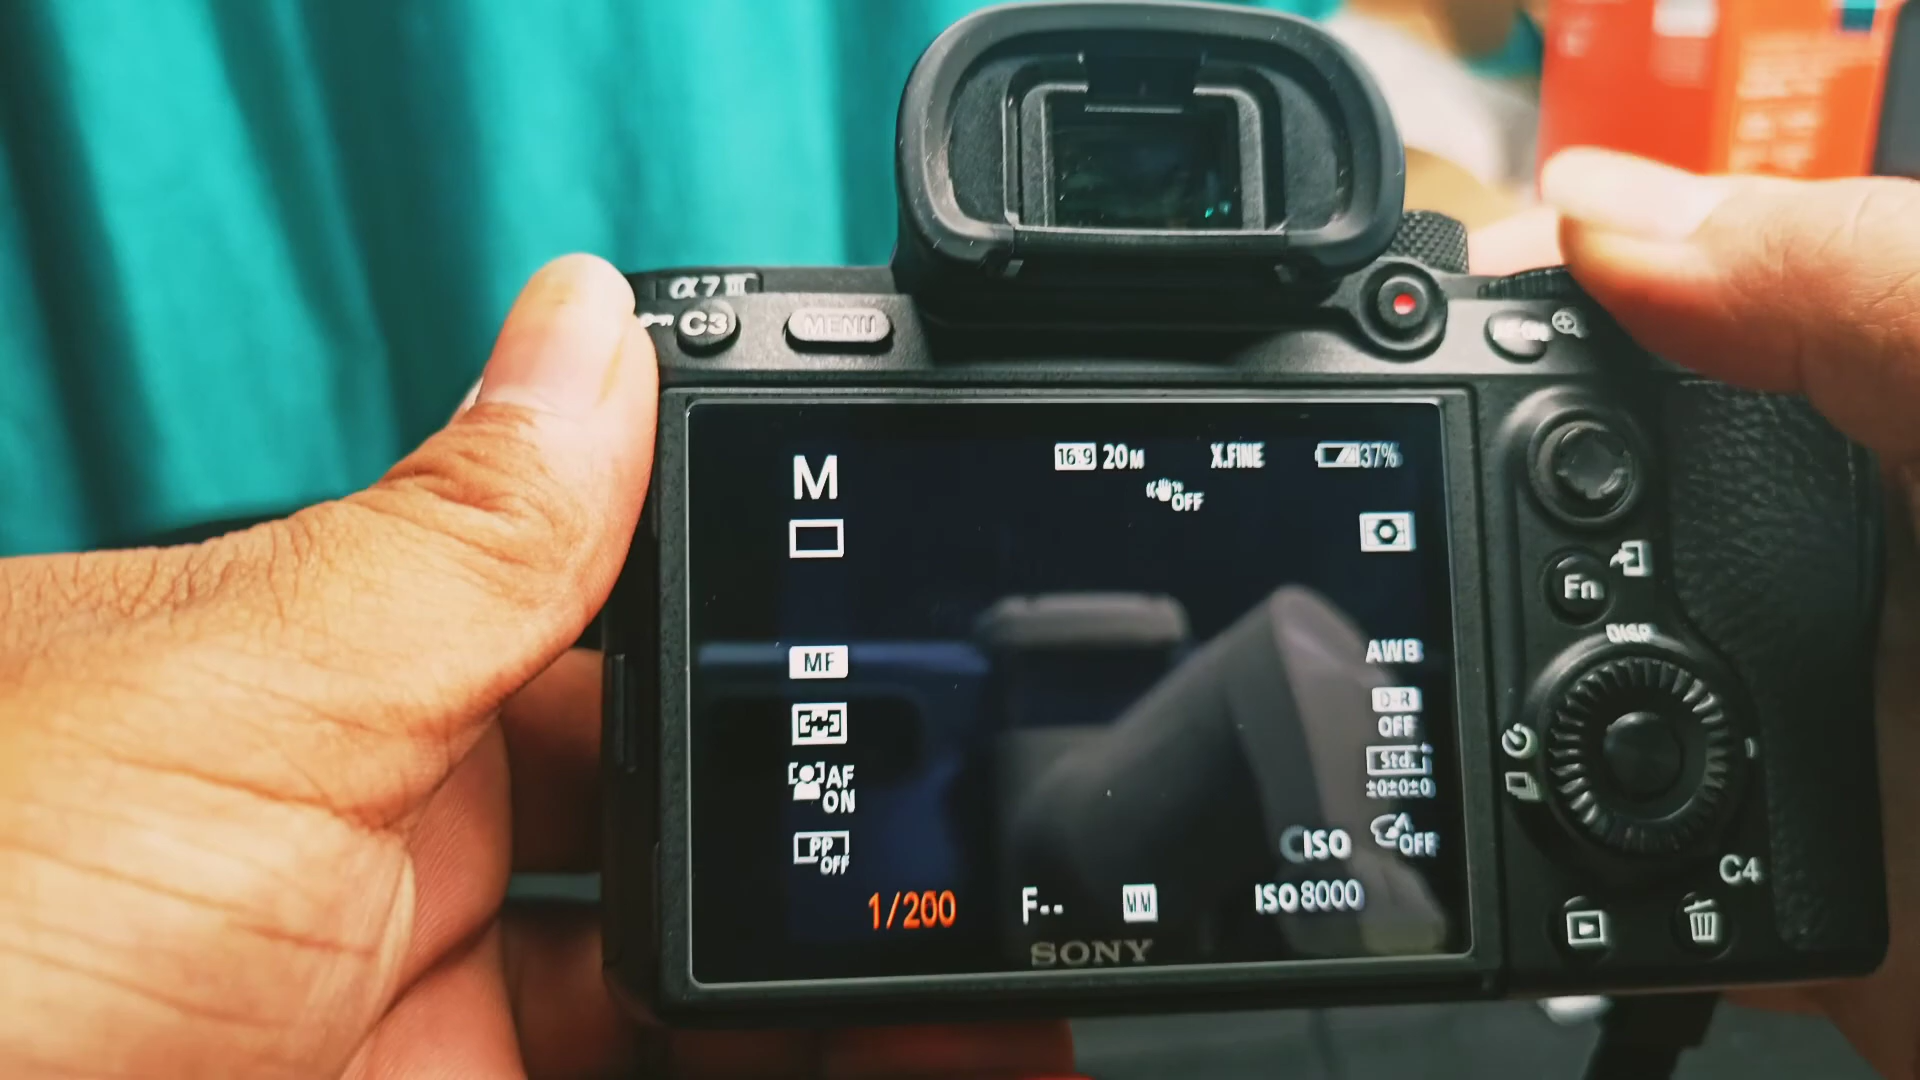 α7III
C3
MENU
M
16:9 20M X.FINE 37%
OFF
Fn
DISP
MF
AWB
D-R
OFF
Std.
±0±0±0
AF
ON
PP
OFF
ISO
OFF
C4
1/200 F-- MM ISO 8000
SONY